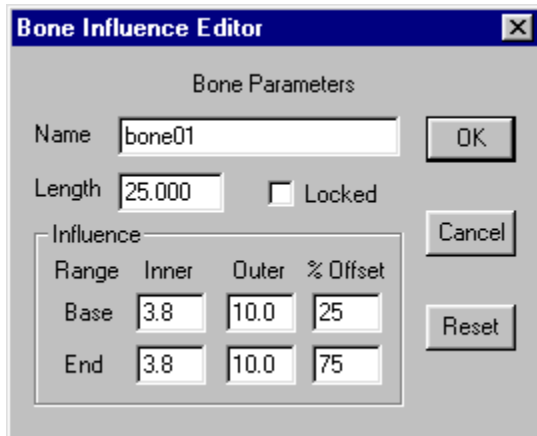 Bone Influence Editor
Bone Parameters
Name bone01 OK
Length 25.000 Locked
Influence Cancel
Range Inner Outer % Offset
Base 3.8 10.0 25 Reset
End 3.8 10.0 75